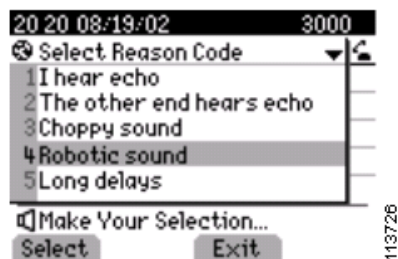 20 20 08/19/02 3000
Select Reason Code
1 I hear echo
2 The other end hears echo
3 Choppy sound
4 Robotic sound
5 Long delays
Make Your Selection...
Select Exit
113726